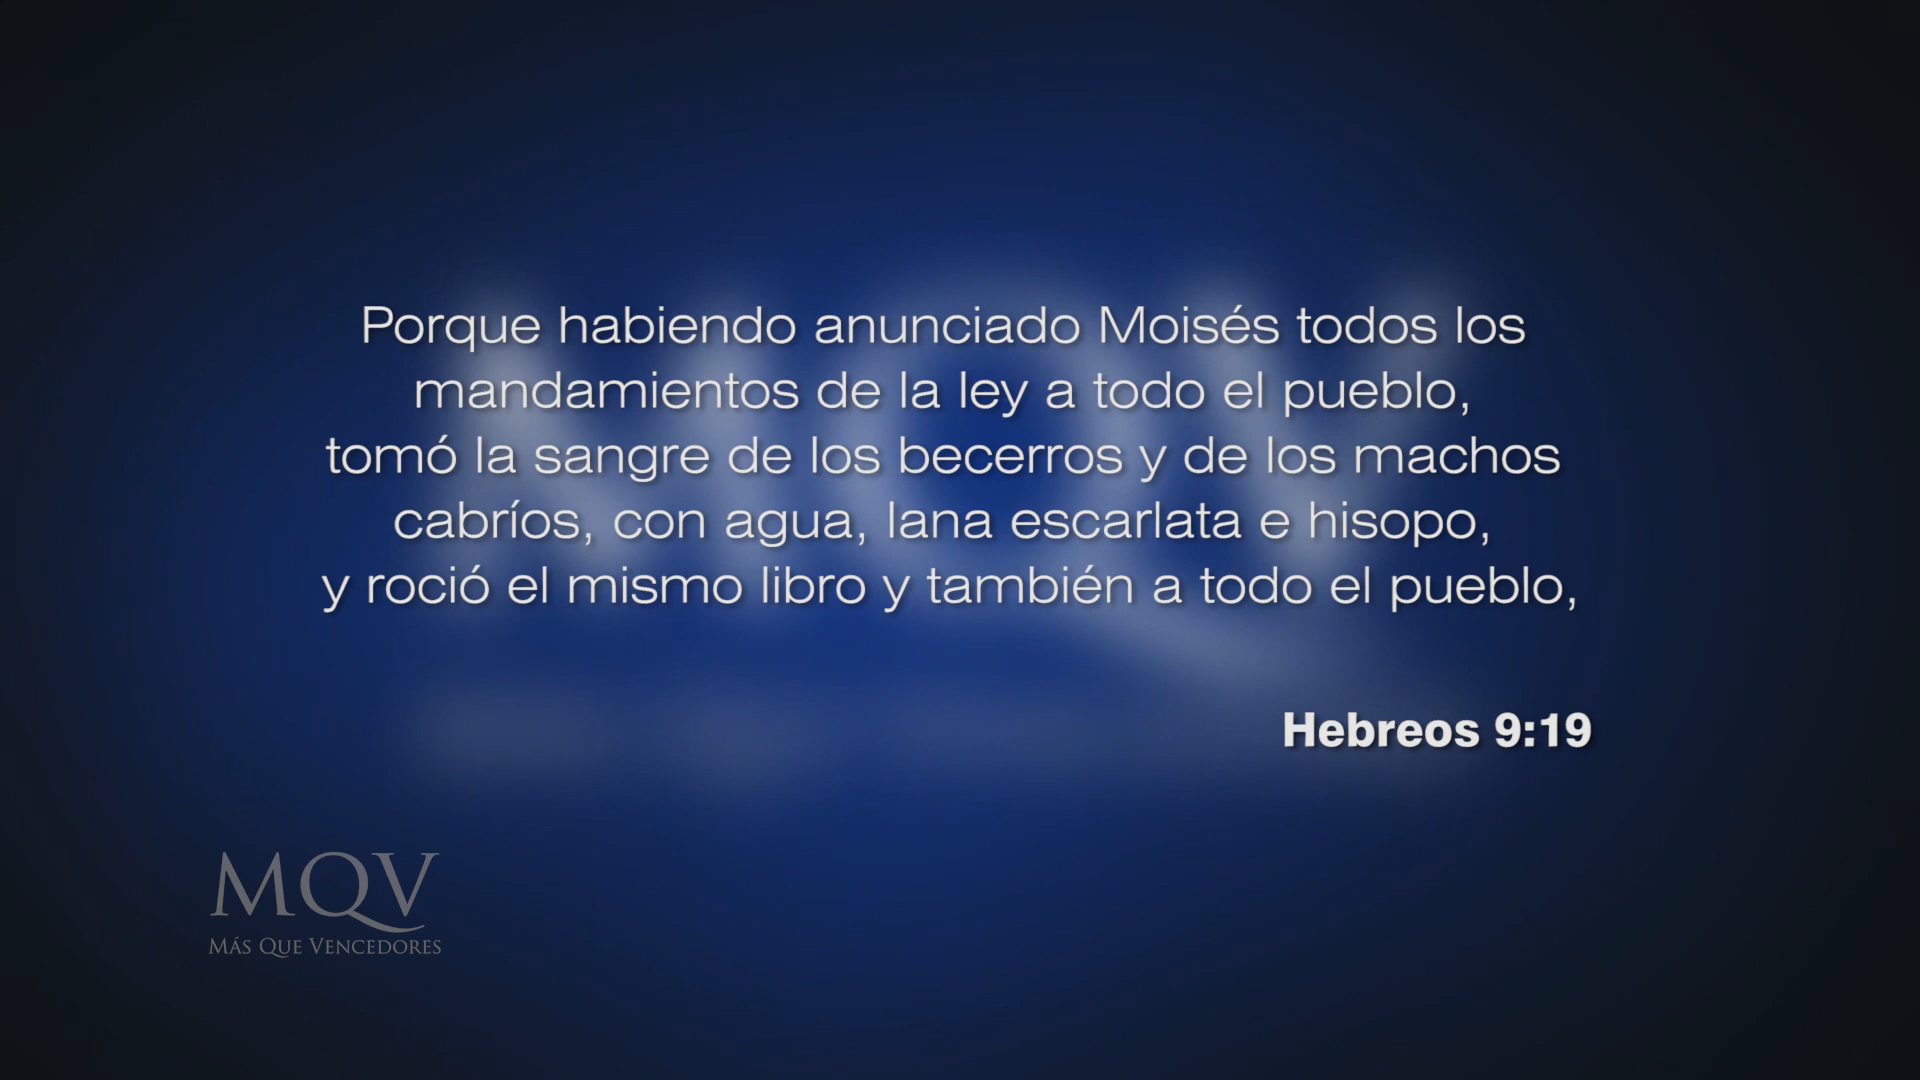 Porque habiendo anunciado Moisés todos los
mandamientos de la ley a todo el pueblo,
tomó la sangre de los becerros y de los machos
cabríos, con agua, lana escarlata e hisopo,
y roció el mismo libro y también a todo el pueblo,
Hebreos 9:19
MQV
MÁS QUE VENCEDORES